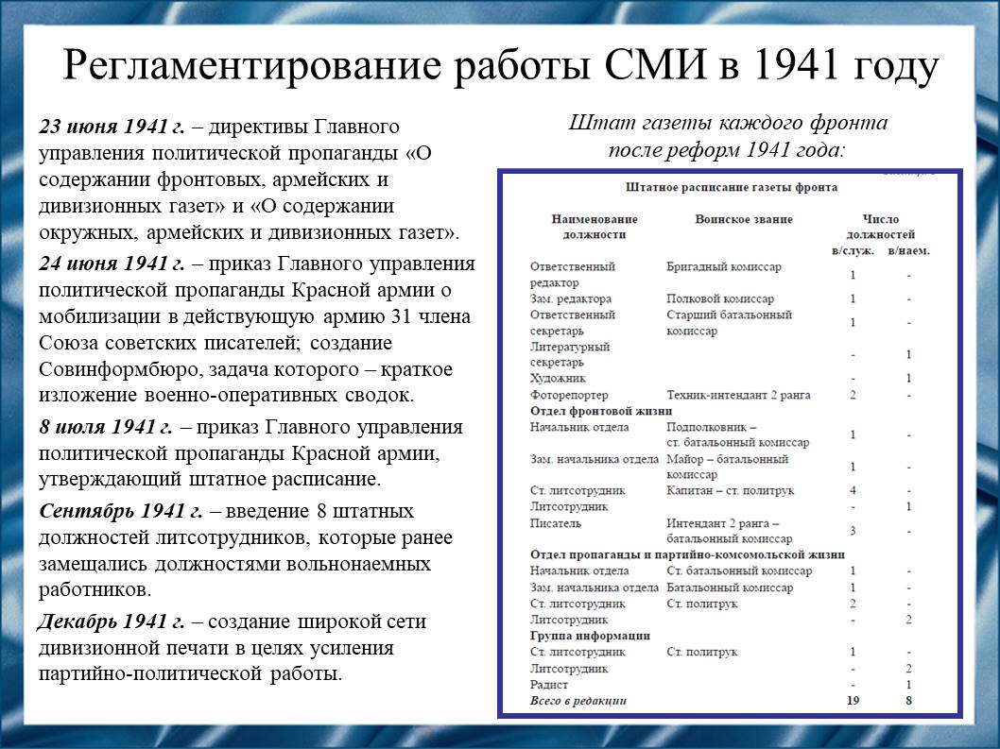 Регламентирование работы СМИ в 1941 году
23 июня 1941 г. – директивы Главного
управления политической пропаганды «О
содержании фронтовых, армейских и
дивизионных газет» и «О содержании
окружных, армейских и дивизионных газет».
24 июня 1941 г. – приказ Главного управления
политической пропаганды Красной армии о
мобилизации в действующую армию 31 члена
Союза советских писателей; создание
Совинформбюро, задача которого – краткое
изложение военно-оперативных сводок.
8 июля 1941 г. – приказ Главного управления
политической пропаганды Красной армии,
утверждающий штатное расписание.
Сентябрь 1941 г. – введение 8 штатных
должностей литсотрудников, которые ранее
замещались должностями вольнонаемных
работников.
Декабрь 1941 г. – создание широкой сети
дивизионной печати в целях усиления
партийно-политической работы.
Штат газеты каждого фронта
после реформ 1941 года:
Штатное расписание газеты фронта
Наименование Воинское звание Число
должности должностей
в/служ. в/наем.
Ответственный Бригадный комиссар
редактор 1 -
Зам. редактора Полковой комиссар 1 -
Ответственный Старший батальонный
секретарь комиссар 1 -
Литературный
секретарь - 1
Художник - 1
Фоторепортер Техник-интендант 2 ранга 2 -
Отдел фронтовой жизни
Начальник отдела Подполковник –
ст. батальонный комиссар 1 -
Зам. начальника отдела Майор – батальонный
комиссар 1 -
Ст. литсотрудник Капитан – ст. политрук 4 -
Литсотрудник - 1
Писатель Интендант 2 ранга –
батальонный комиссар 3 -
Отдел пропаганды и партийно-комсомольской жизни
Начальник отдела Ст. батальонный комиссар 1 -
Зам. начальника отдела Батальонный комиссар 1 -
Ст. литсотрудник Ст. политрук 2 -
Литсотрудник - 2
Группа информации
Ст. литсотрудник Ст. политрук 1 -
Литсотрудник - 2
Радист - 1
Всего в редакции 19 8